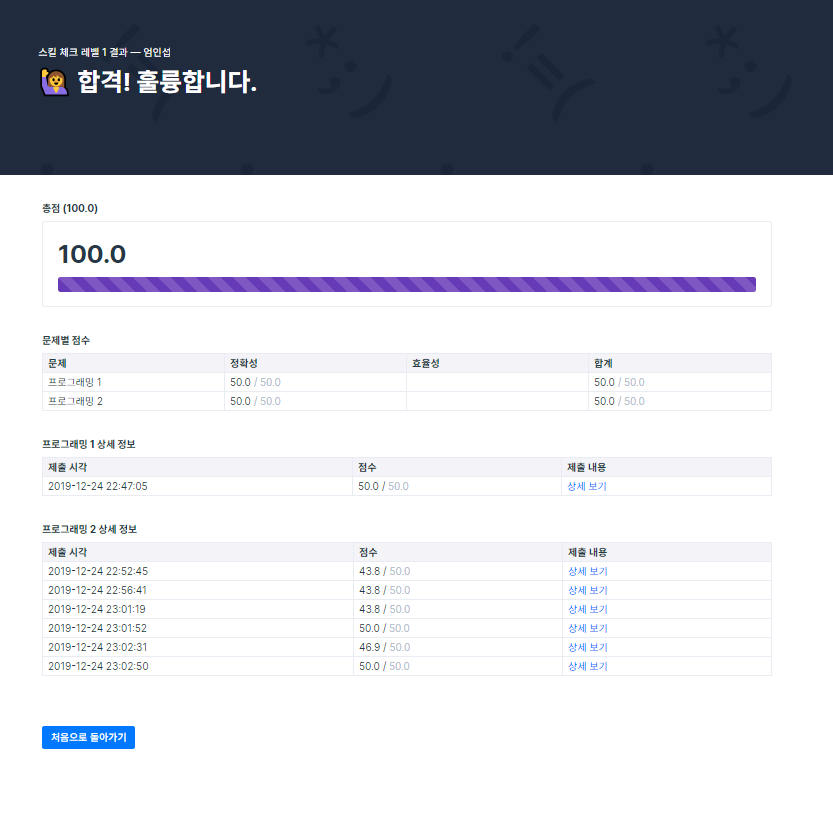 스킬 체크 레벨 1 결과 — 엄인섭
🙋 합격! 훌륭합니다.
총점 (100.0)
100.0
문제별 점수
문제 정확성 효율성 합계
프로그래밍 1 50.0 / 50.0 50.0 / 50.0
프로그래밍 2 50.0 / 50.0 50.0 / 50.0
프로그래밍 1 상세 정보
제출 시각 점수 제출 내용
2019-12-24 22:47:05 50.0 / 50.0 상세 보기
프로그래밍 2 상세 정보
제출 시각 점수 제출 내용
2019-12-24 22:52:45 43.8 / 50.0 상세 보기
2019-12-24 22:56:41 43.8 / 50.0 상세 보기
2019-12-24 23:01:19 43.8 / 50.0 상세 보기
2019-12-24 23:01:52 50.0 / 50.0 상세 보기
2019-12-24 23:02:31 46.9 / 50.0 상세 보기
2019-12-24 23:02:50 50.0 / 50.0 상세 보기
처음으로 돌아가기